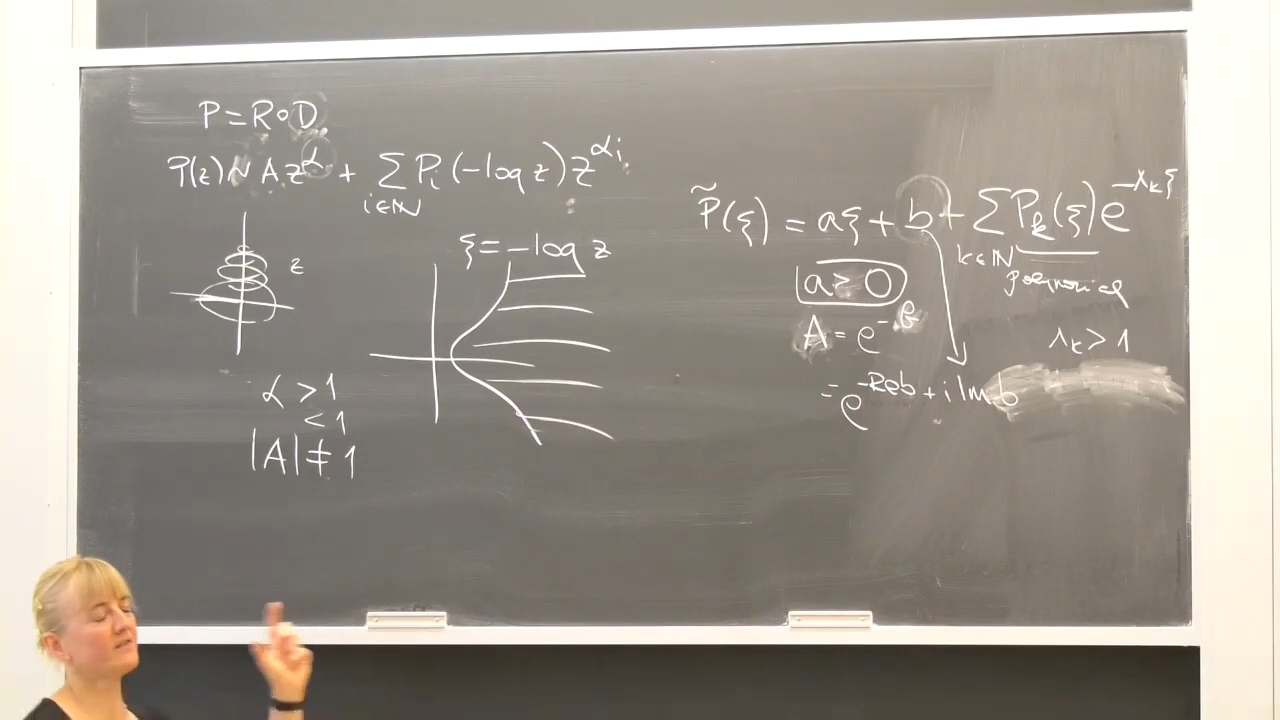 P = R∘D
P(z) ~ A z^α + ∑_{i∈ℕ} P_i(-log z) z^{α_i}
z
α > 1
< 1
|A| ≠ 1
ξ = -log z
P̃(ξ) = aξ + b + ∑_{k∈ℕ} P_k(ξ) e^{-λ_k ξ}
polynomial
a > 0
A = e^{-b}
= e^{-Re b + i Im b}
λ_k > 1